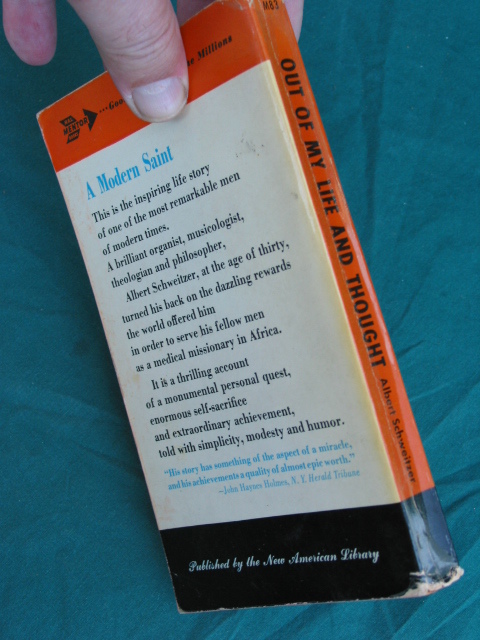 M83
OUT OF MY LIFE AND THOUGHT
Albert Schweitzer
MENTOR
...Good
the Millions
A Modern Saint
This is the inspiring life story
of one of the most remarkable men
of modern times.
A brilliant organist, musicologist,
theologian and philosopher,
Albert Schweitzer, at the age of thirty,
turned his back on the dazzling rewards
the world offered him
in order to serve his fellow men
as a medical missionary in Africa.
It is a thrilling account
of a monumental personal quest,
enormous self-sacrifice
and extraordinary achievement,
told with simplicity, modesty and humor.
"His story has something of the aspect of a miracle,
and his achievements a quality of almost epic worth."
—John Haynes Holmes, N. Y. Herald Tribune
Published by the New American Library